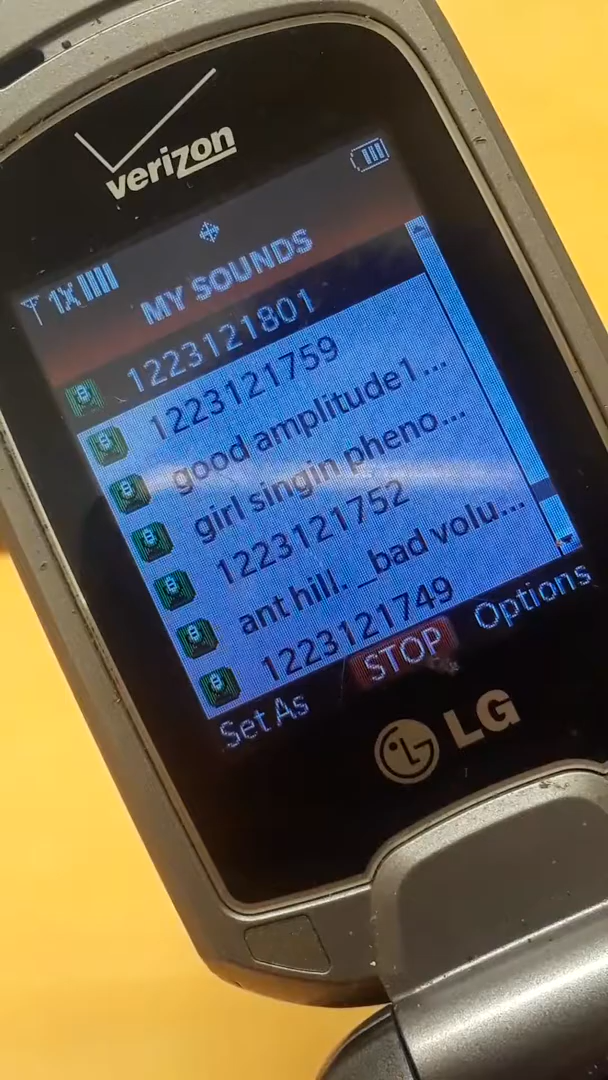 verizon
1X
MY SOUNDS
1223121801
1223121759
good amplitude1...
girl singin pheno...
1223121752
ant hill. _bad volu...
1223121749
Set As STOP Options
LG